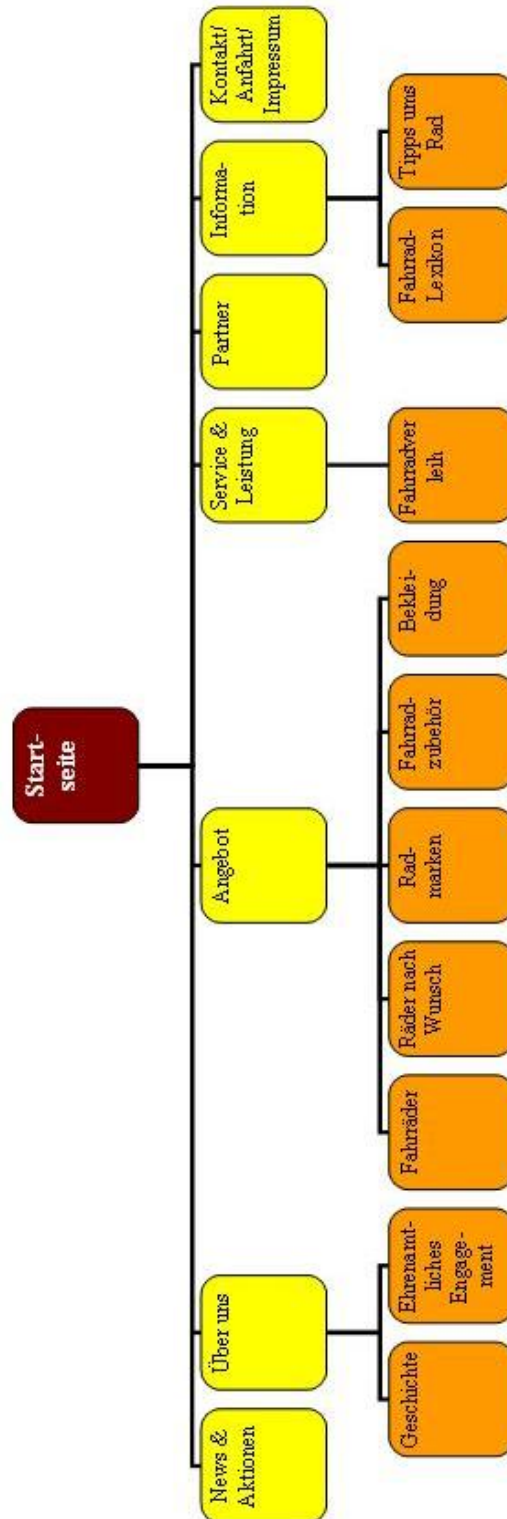 Start-
seite
News &
Aktionen
Über uns
Angebot
Service &
Leistung
Partner
Informa-
tion
Kontakt/
Anfahrt/
Impressum
Geschichte
Ehrenamt-
liches
Engage-
ment
Fahrräder
Räder nach
Wunsch
Rad-
marken
Fahrrad-
zubehör
Beklei-
dung
Fahrradver
leih
Fahrrad-
Lexikon
Tipps ums
Rad